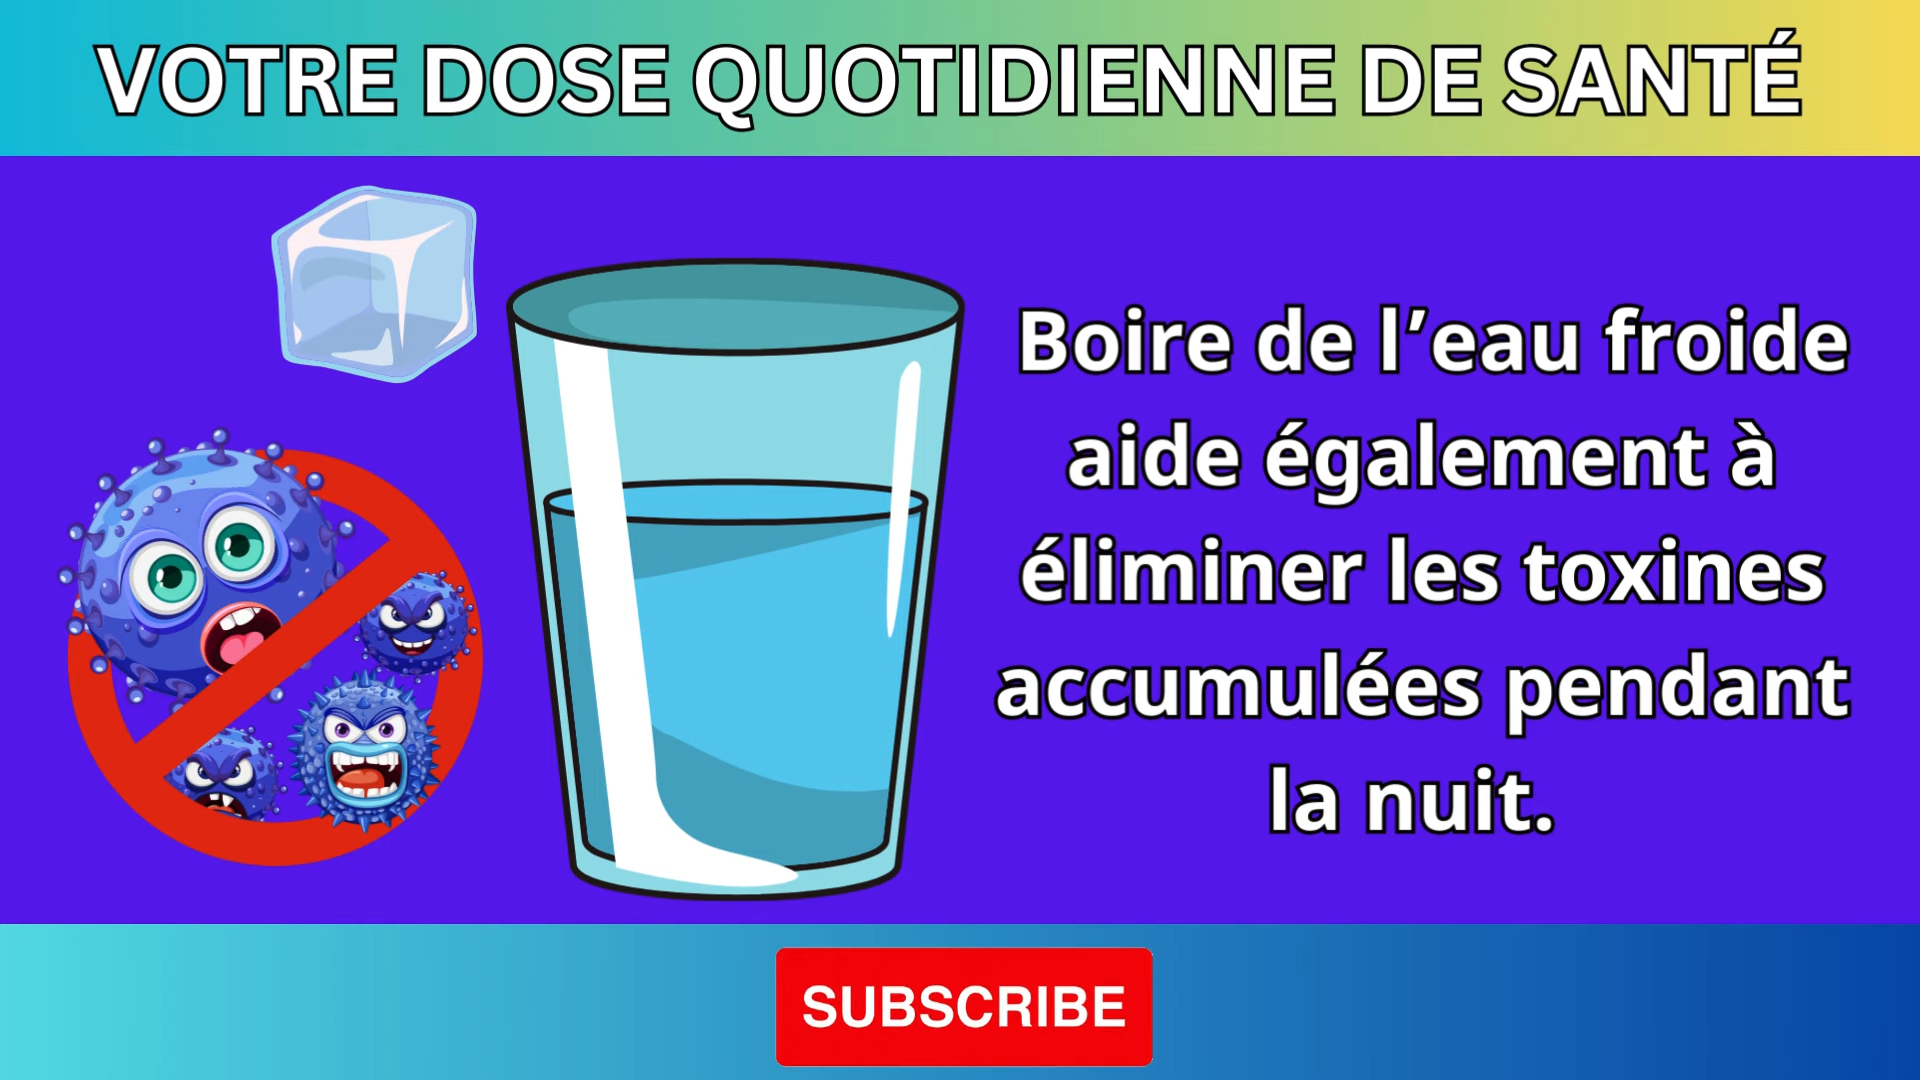 VOTRE DOSE QUOTIDIENNE DE SANTÉ
Boire de l’eau froide
aide également à
éliminer les toxines
accumulées pendant
la nuit.
SUBSCRIBE